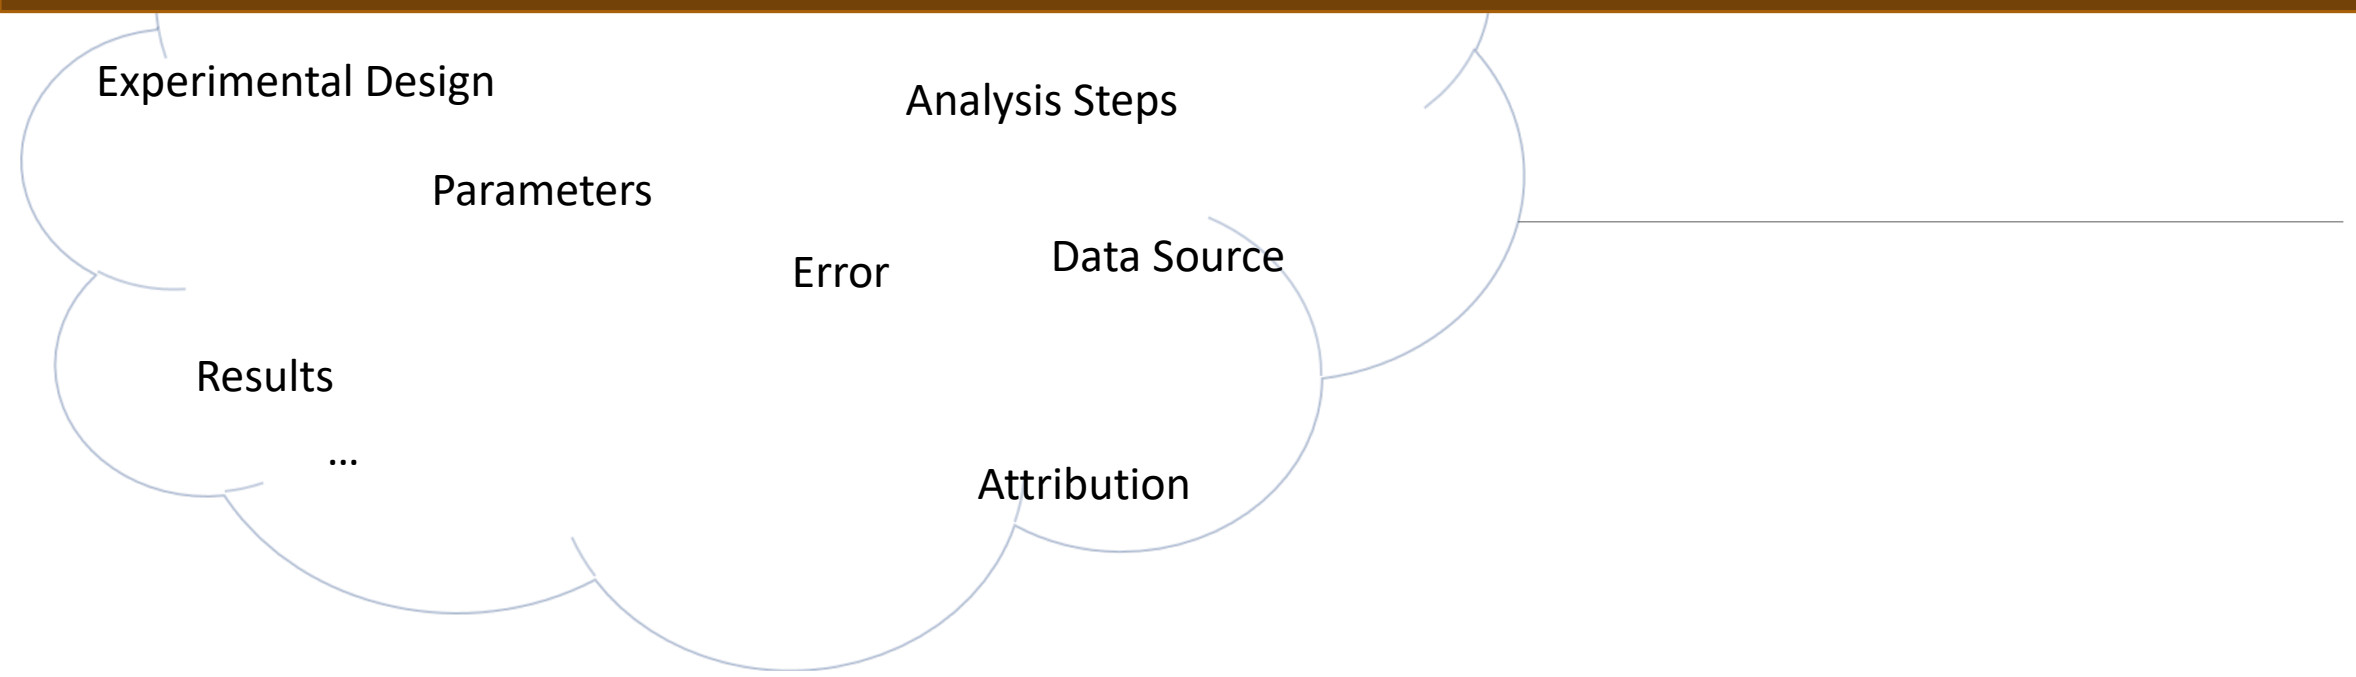 Experimental Design
Analysis Steps
Parameters
Data Source
Error
Results
...
Attribution